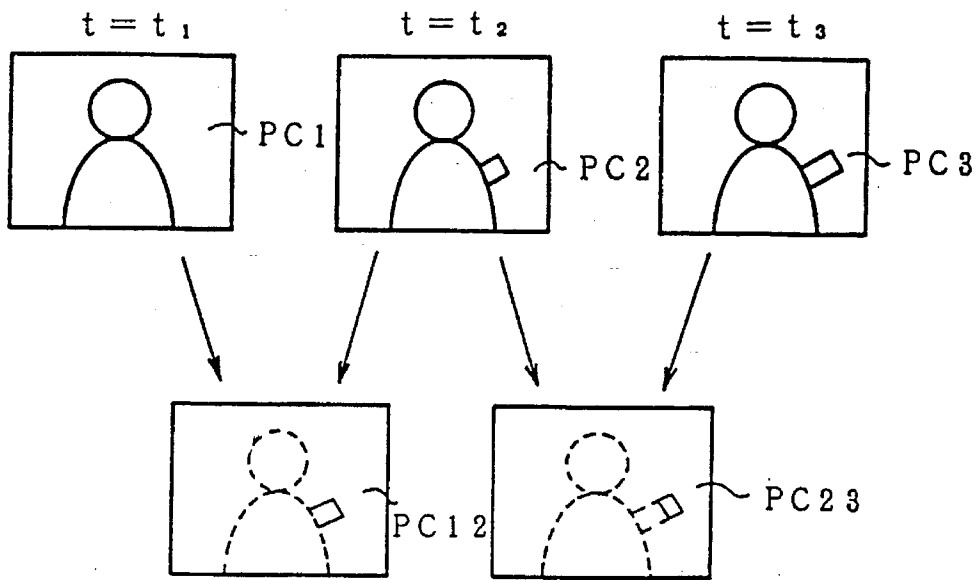 t = t₁ t = t₂ t = t₃
PC1 PC2 PC3
PC12 PC23